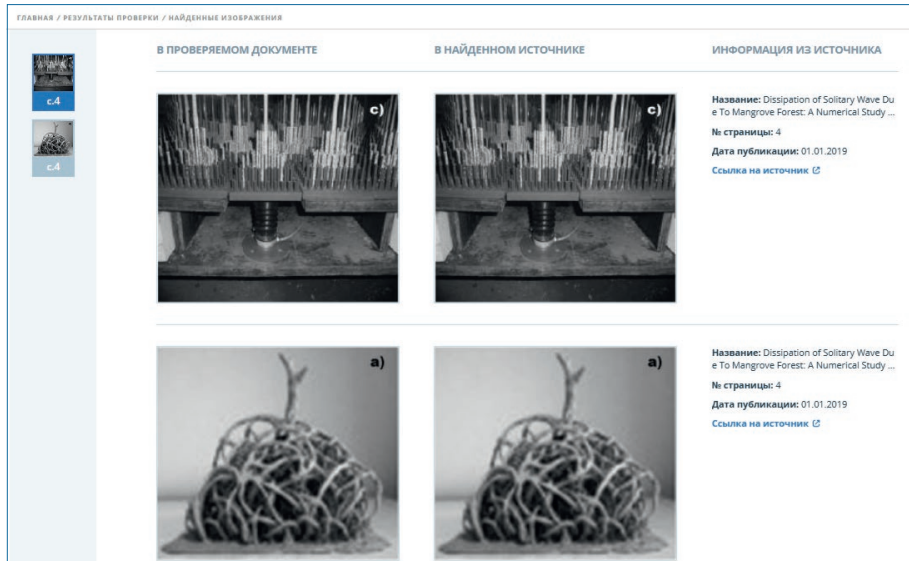 ГЛАВНАЯ / РЕЗУЛЬТАТЫ ПРОВЕРКИ / НАЙДЕННЫЕ ИЗОБРАЖЕНИЯ
с.4
с.4
В ПРОВЕРЯЕМОМ ДОКУМЕНТЕ
В НАЙДЕННОМ ИСТОЧНИКЕ
ИНФОРМАЦИЯ ИЗ ИСТОЧНИКА
c)
c)
Название: Dissipation of Solitary Wave Du
e To Mangrove Forest: A Numerical Study ...
№ страницы: 4
Дата публикации: 01.01.2019
Ссылка на источник
a)
a)
Название: Dissipation of Solitary Wave Du
e To Mangrove Forest: A Numerical Study ...
№ страницы: 4
Дата публикации: 01.01.2019
Ссылка на источник